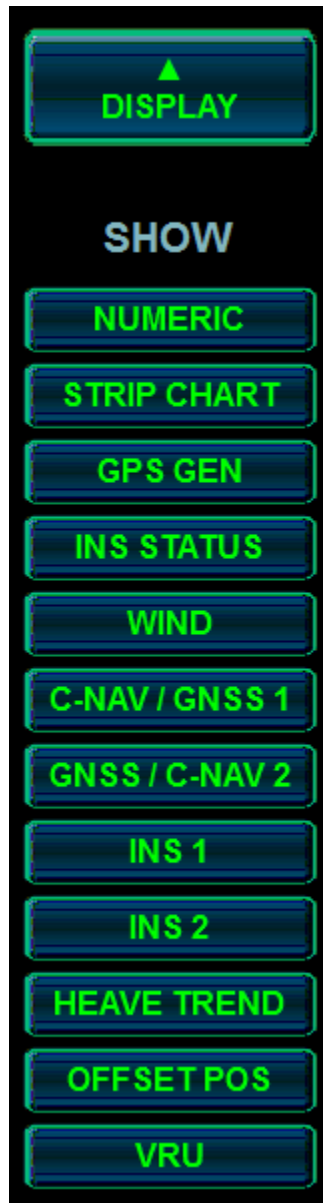 ▲
DISPLAY
SHOW
NUMERIC
STRIP CHART
GPS GEN
INS STATUS
WIND
C-NAV / GNSS 1
GNSS / C-NAV 2
INS 1
INS 2
HEAVE TREND
OFFSET POS
VRU